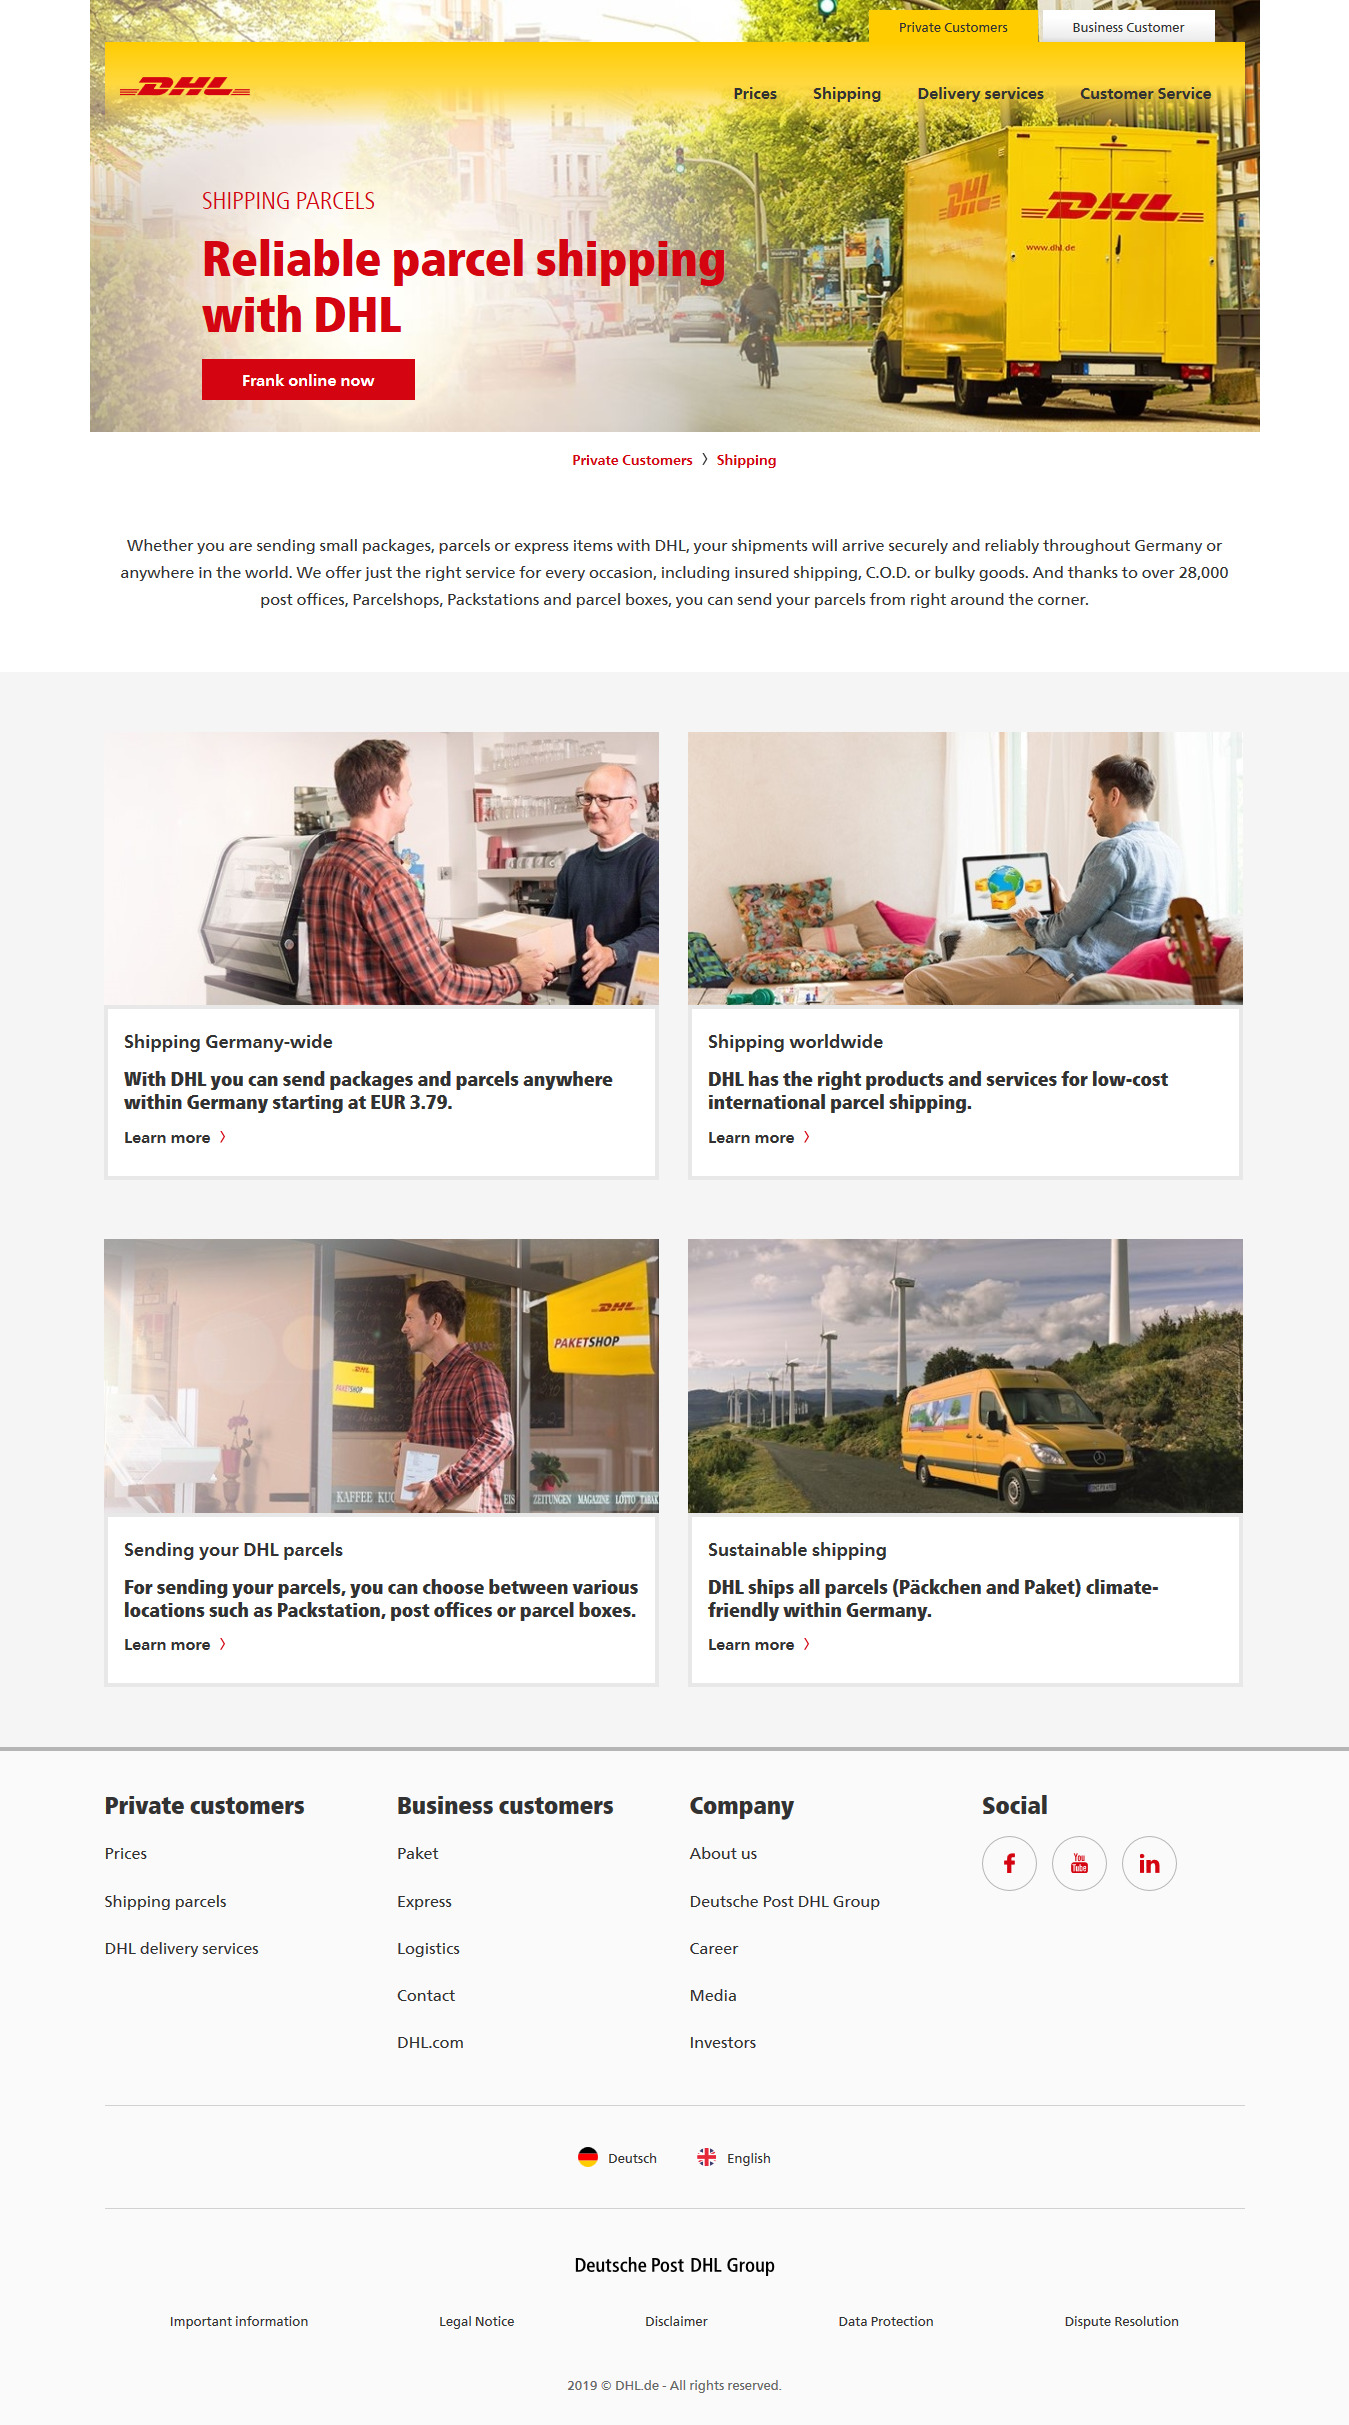 Private Customers
Business Customer
DHL
Prices
Shipping
Delivery services
Customer Service
DHL
DHL
www.dhl.de
SHIPPING PARCELS
Reliable parcel shipping
with DHL
Frank online now
Private Customers > Shipping
Whether you are sending small packages, parcels or express items with DHL, your shipments will arrive securely and reliably throughout Germany or
anywhere in the world. We offer just the right service for every occasion, including insured shipping, C.O.D. or bulky goods. And thanks to over 28,000
post offices, Parcelshops, Packstations and parcel boxes, you can send your parcels from right around the corner.
Shipping Germany-wide
With DHL you can send packages and parcels anywhere
within Germany starting at EUR 3.79.
Learn more
Shipping worldwide
DHL has the right products and services for low-cost
international parcel shipping.
Learn more
DHL
PAKETSHOP
DHL
PAKETSHOP
KAFFEE KUC
EIS
ZEITUNGEN MAGAZINE LOTTO TABAK
Sending your DHL parcels
For sending your parcels, you can choose between various
locations such as Packstation, post offices or parcel boxes.
Learn more
Sustainable shipping
DHL ships all parcels (Päckchen and Paket) climate-
friendly within Germany.
Learn more
Private customers
Prices
Shipping parcels
DHL delivery services
Business customers
Paket
Express
Logistics
Contact
DHL.com
Company
About us
Deutsche Post DHL Group
Career
Media
Investors
Social
f
You
Tube
in
Deutsch
English
Deutsche Post DHL Group
Important information
Legal Notice
Disclaimer
Data Protection
Dispute Resolution
2019 © DHL.de - All rights reserved.